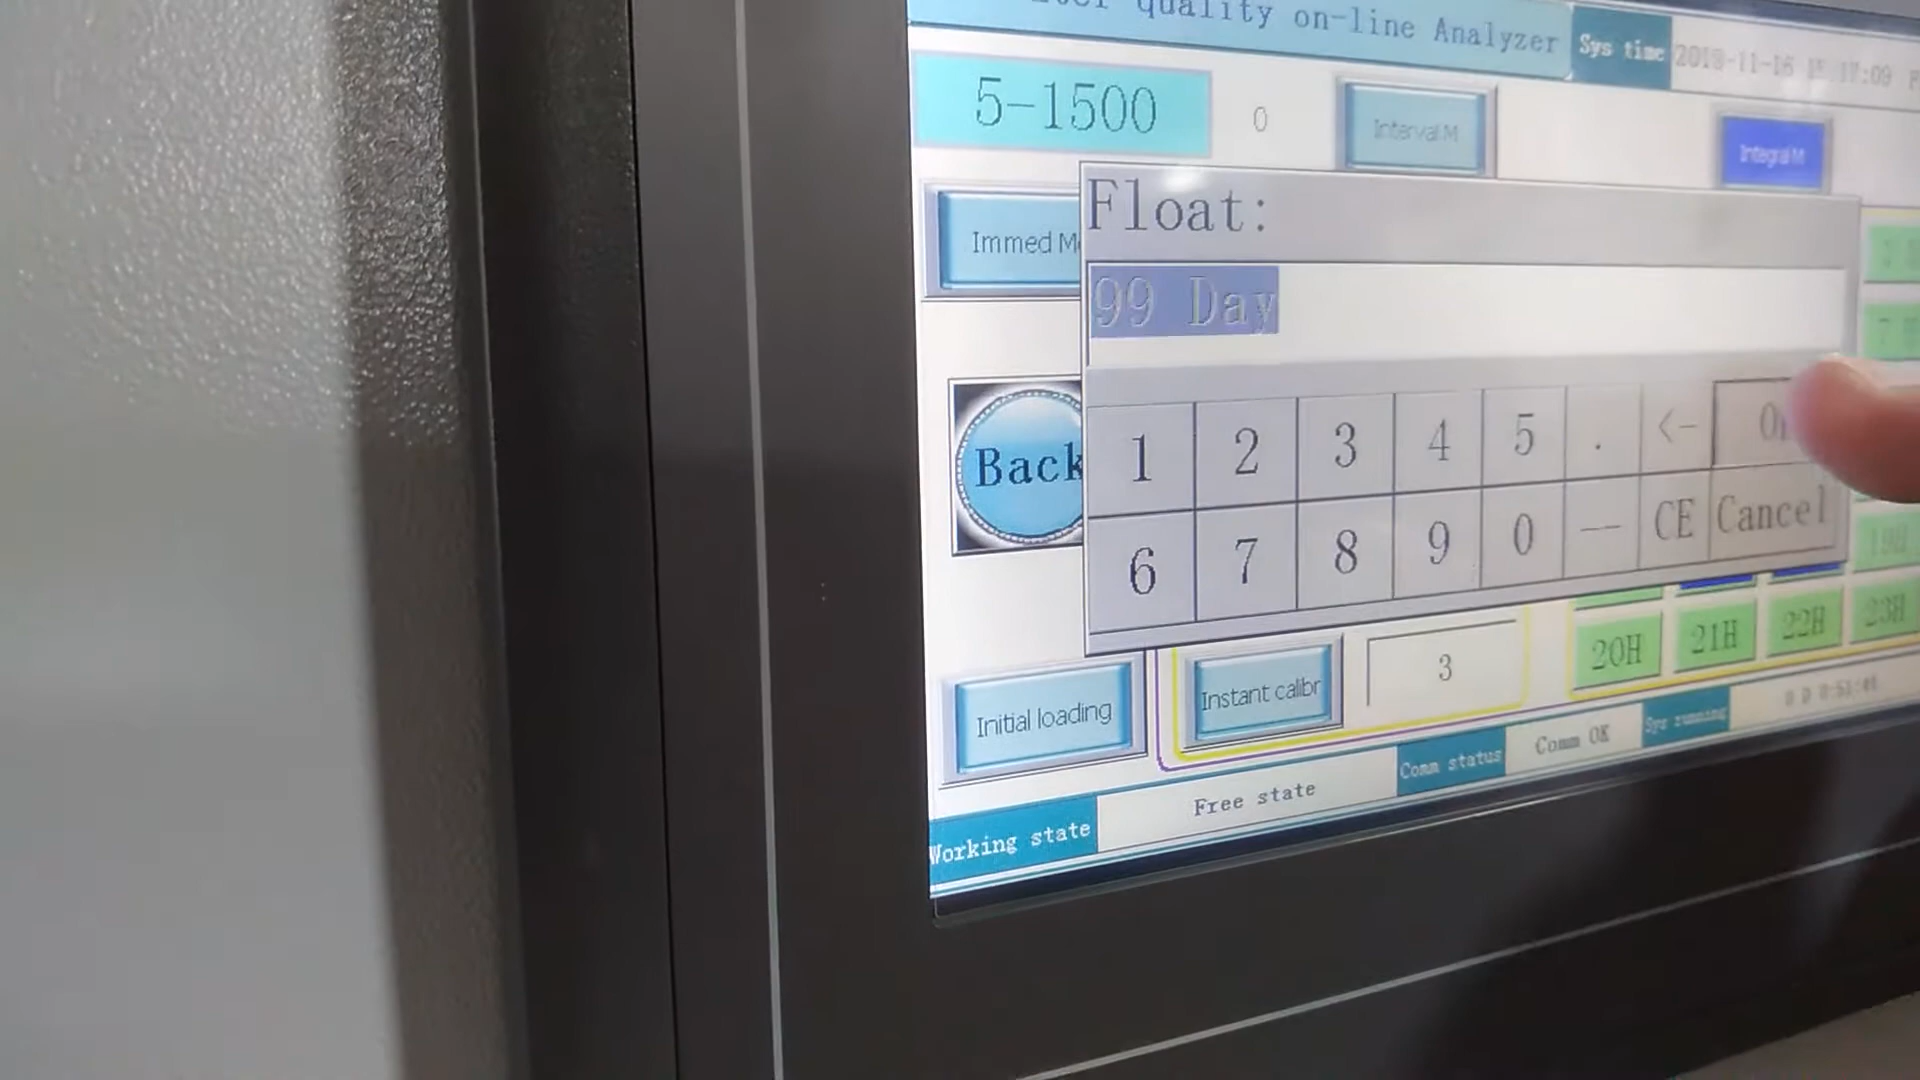 quality on-line Analyzer
Sys time
5-1500
0
Interval M
Integral M
Immed M
Float:
99 Day
1 2 3 4 5 . <-
6 7 8 9 0 — CE Cancel
Back
20H 21H 22H 23H
Initial loading
Instant calibr
3
Working state
Free state
Comm status
Comm OK
Sys running